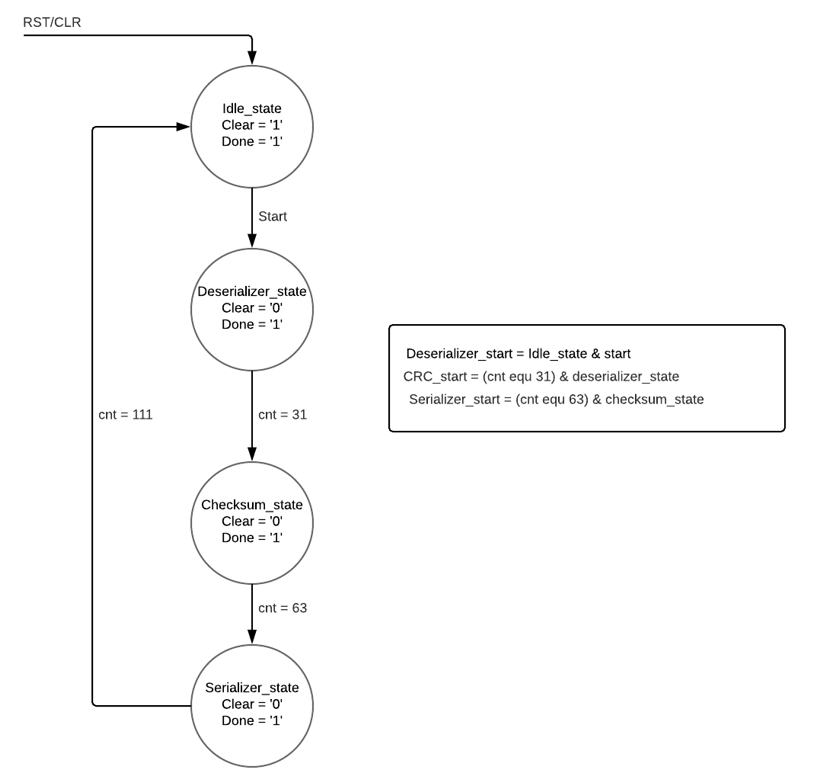 RST/CLR
Idle_state
Clear = '1'
Done = '1'
Start
Deserializer_state
Clear = '0'
Done = '1'
Deserializer_start = Idle_state & start
CRC_start = (cnt equ 31) & deserializer_state
Serializer_start = (cnt equ 63) & checksum_state
cnt = 111
cnt = 31
Checksum_state
Clear = '0'
Done = '1'
cnt = 63
Serializer_state
Clear = '0'
Done = '1'